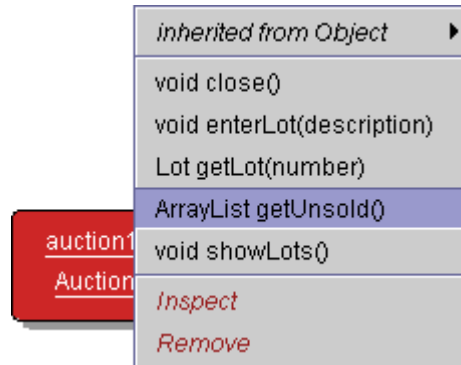 inherited from Object
void close()
void enterLot(description)
Lot getLot(number)
ArrayList getUnsold()
void showLots()
Inspect
Remove
auction1
Auction